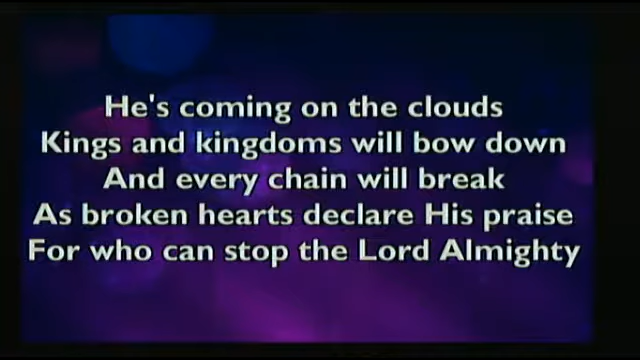 He's coming on the clouds
Kings and kingdoms will bow down
And every chain will break
As broken hearts declare His praise
For who can stop the Lord Almighty